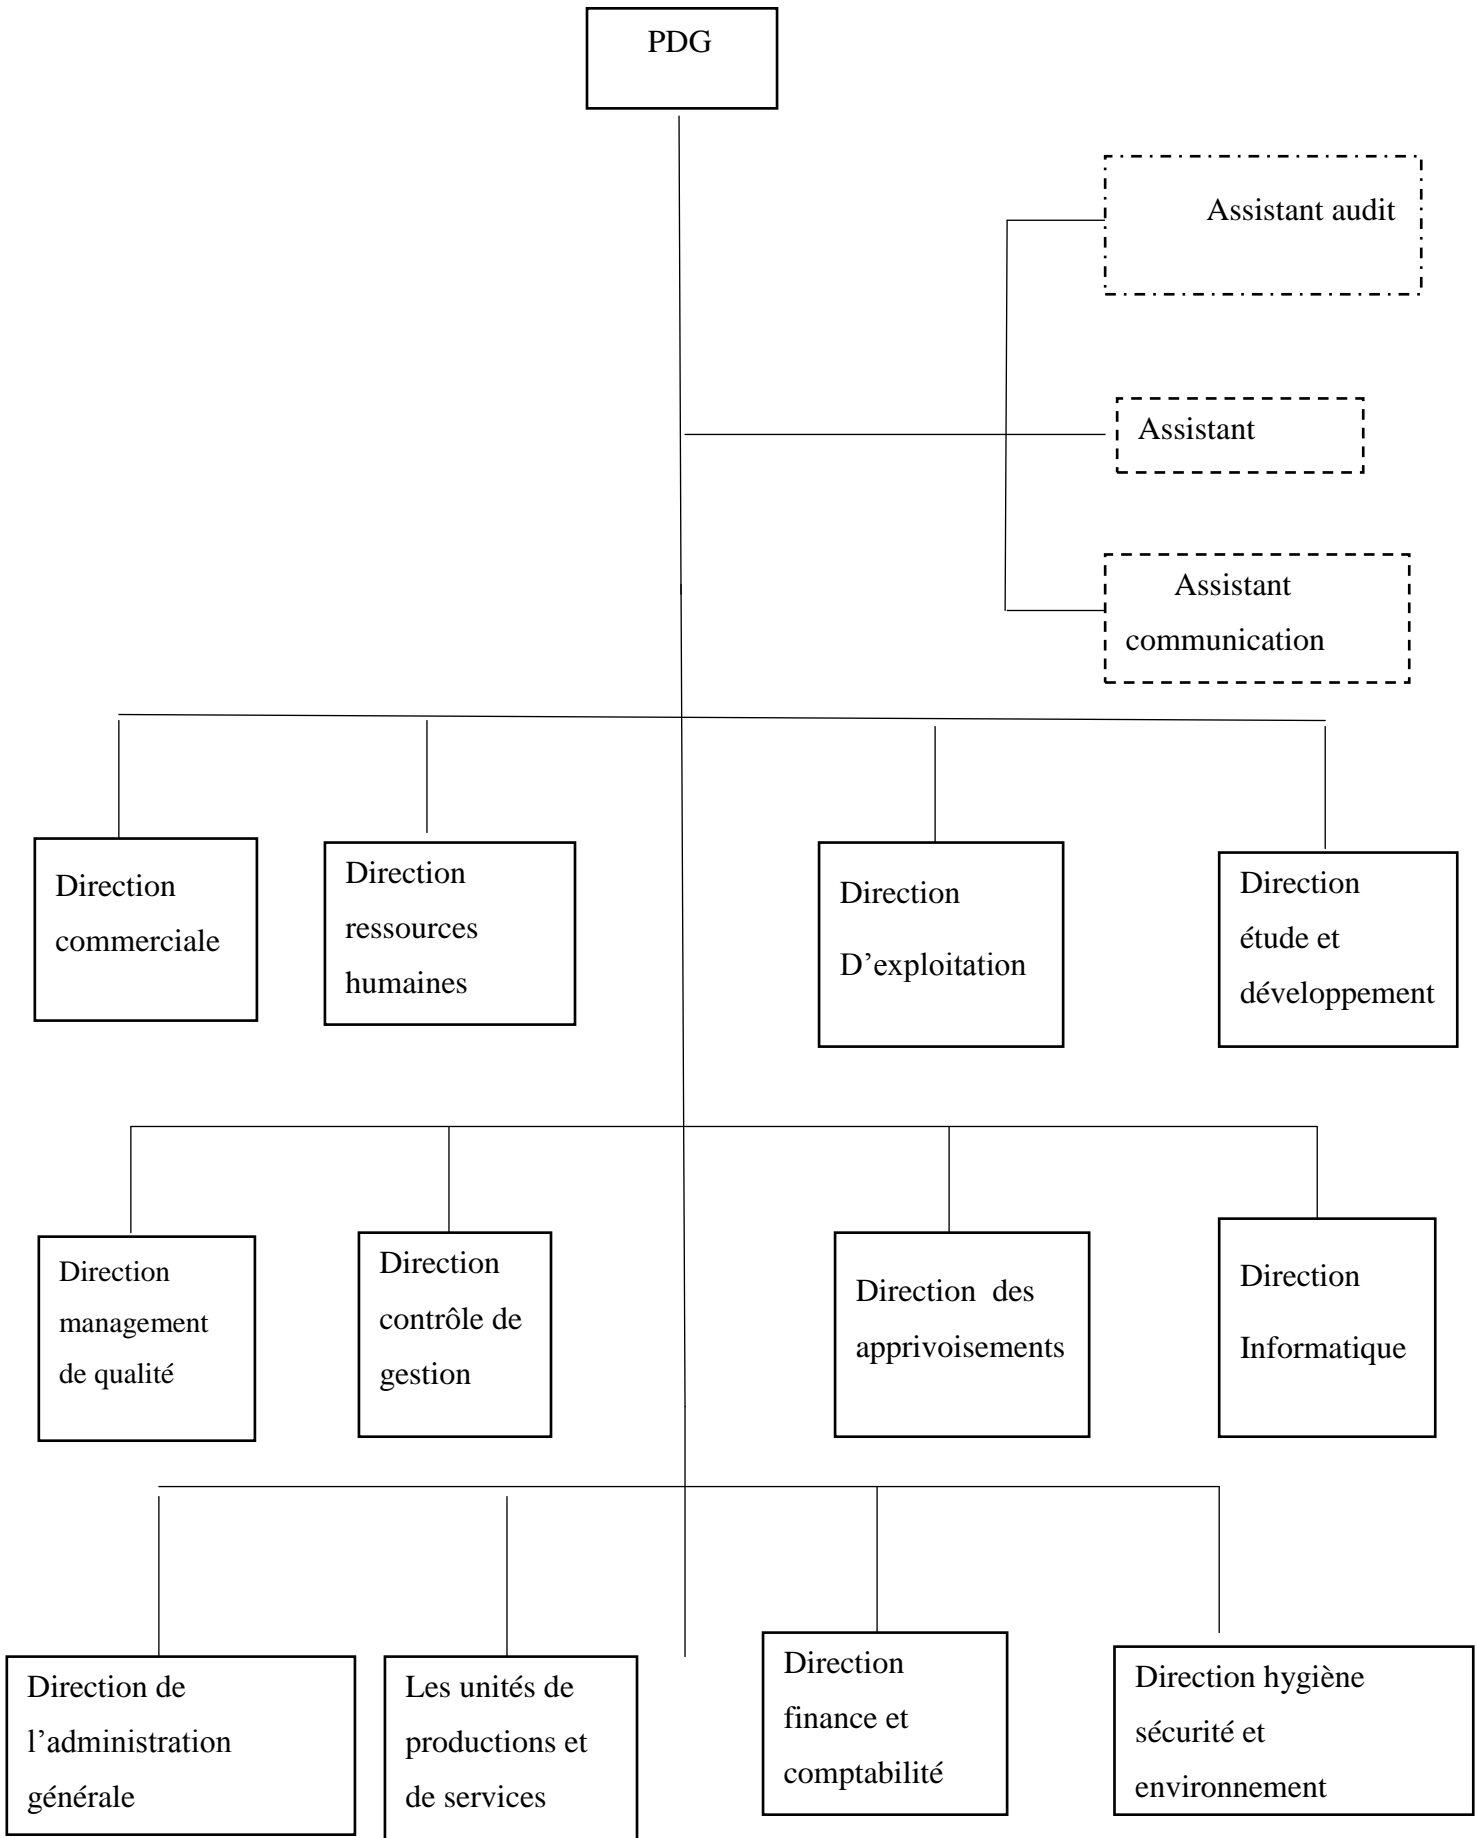 PDG
Assistant audit
Assistant
Assistant
communication
Direction
commerciale
Direction
ressources
humaines
Direction
D’exploitation
Direction
étude et
développement
Direction
management
de qualité
Direction
contrôle de
gestion
Direction des
apprivoisements
Direction
Informatique
Direction de
l’administration
générale
Les unités de
productions et
de services
Direction
finance et
comptabilité
Direction hygiène
sécurité et
environnement